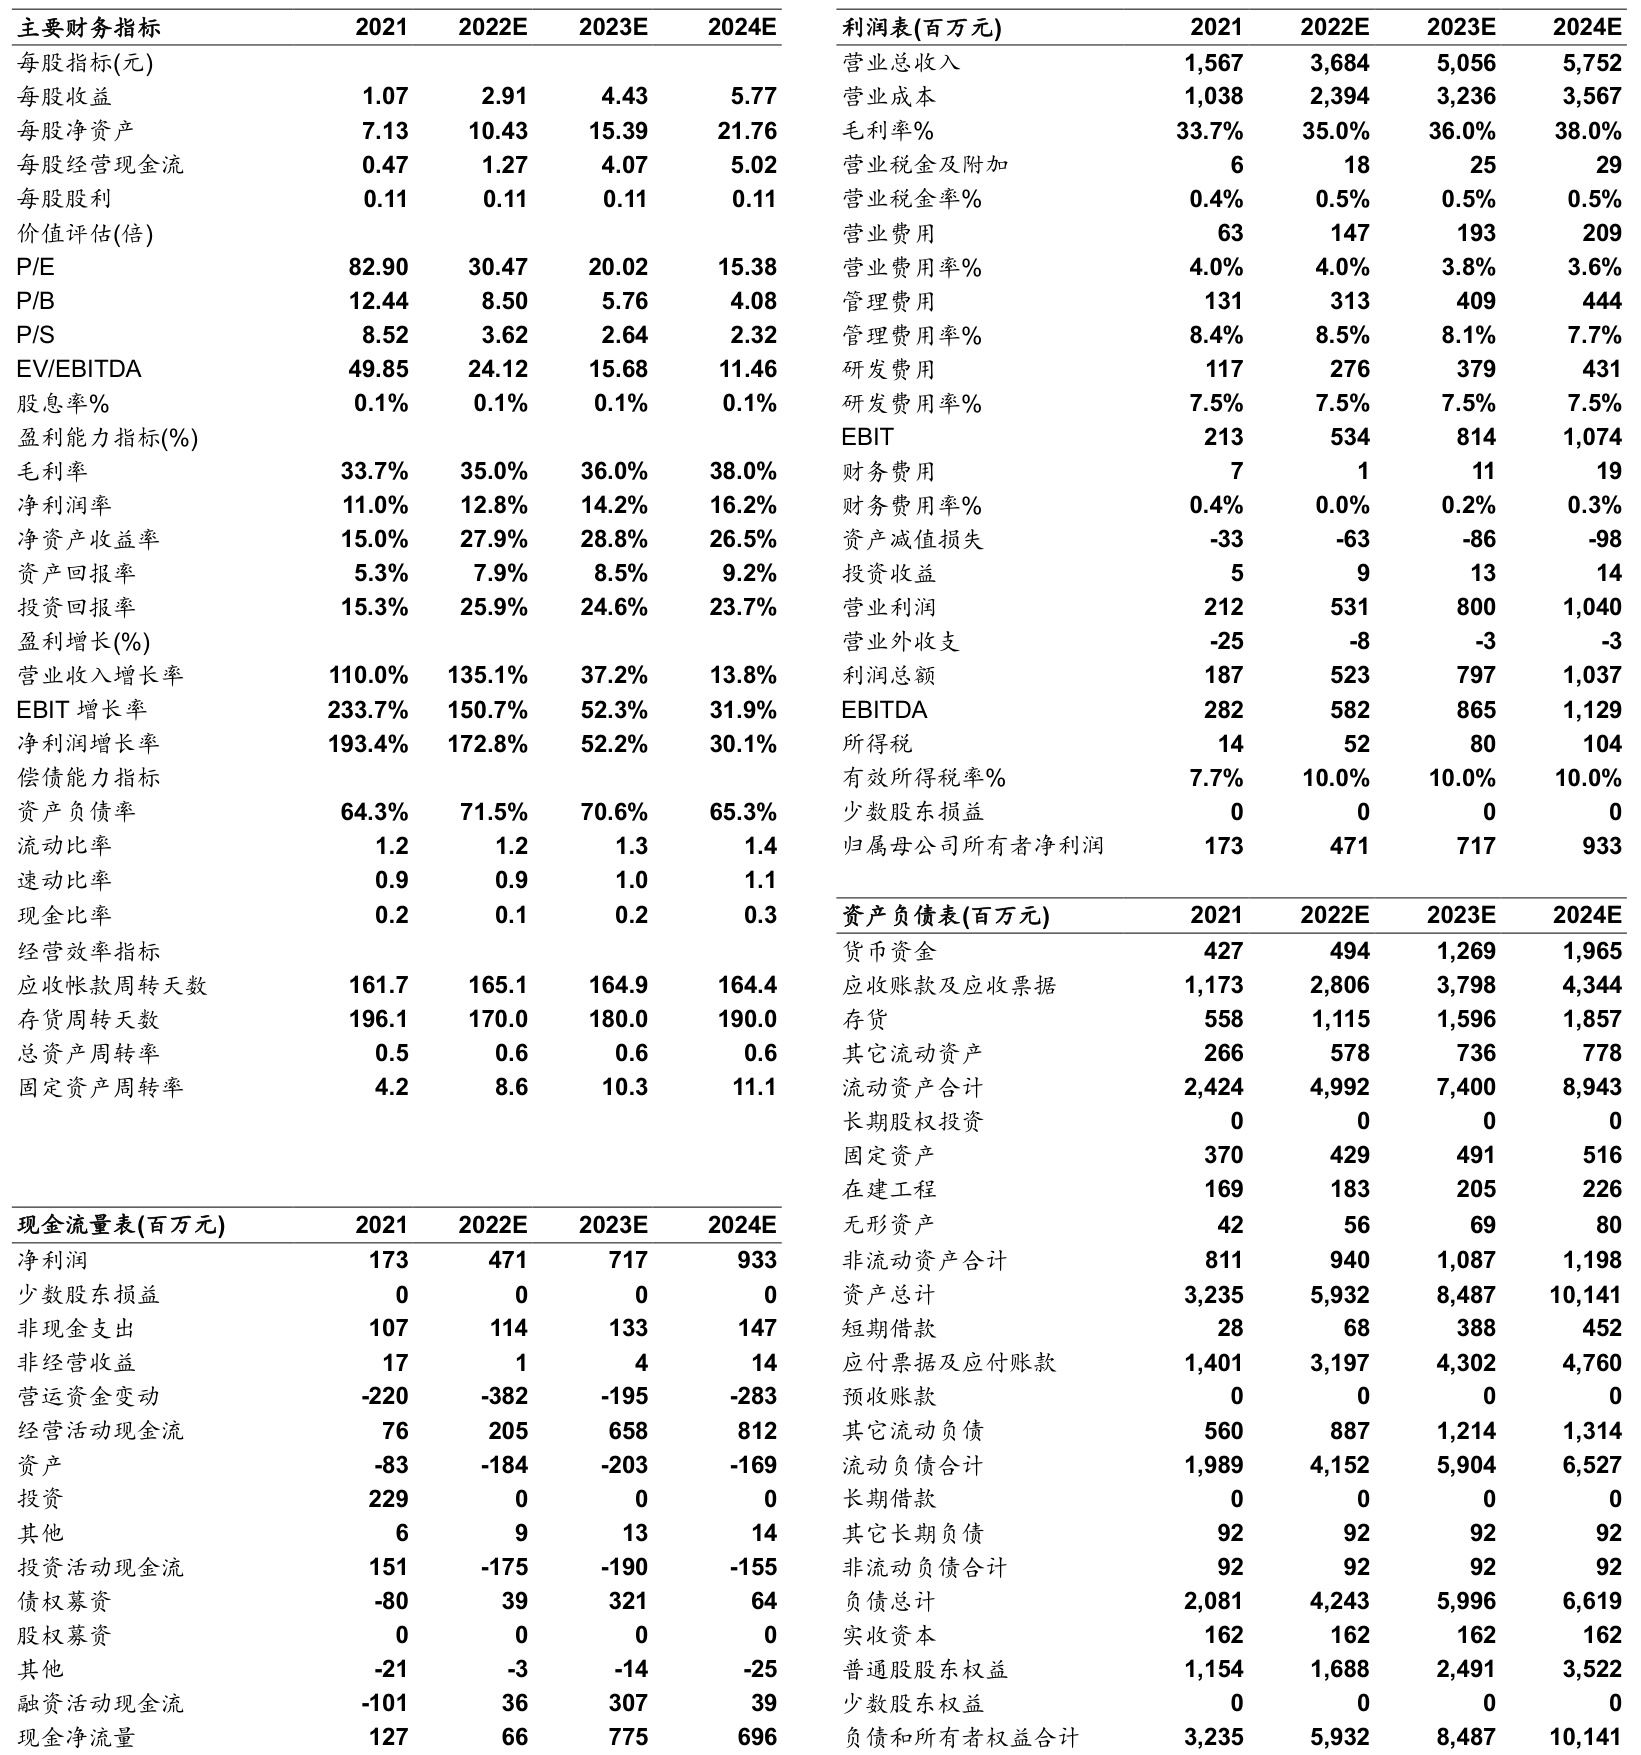 主要财务指标 2021 2022E 2023E 2024E
每股指标(元)
每股收益 1.07 2.91 4.43 5.77
每股净资产 7.13 10.43 15.39 21.76
每股经营现金流 0.47 1.27 4.07 5.02
每股股利 0.11 0.11 0.11 0.11
价值评估(倍)
P/E 82.90 30.47 20.02 15.38
P/B 12.44 8.50 5.76 4.08
P/S 8.52 3.62 2.64 2.32
EV/EBITDA 49.85 24.12 15.68 11.46
股息率% 0.1% 0.1% 0.1% 0.1%
盈利能力指标(%)
毛利率 33.7% 35.0% 36.0% 38.0%
净利润率 11.0% 12.8% 14.2% 16.2%
净资产收益率 15.0% 27.9% 28.8% 26.5%
资产回报率 5.3% 7.9% 8.5% 9.2%
投资回报率 15.3% 25.9% 24.6% 23.7%
盈利增长(%)
营业收入增长率 110.0% 135.1% 37.2% 13.8%
EBIT 增长率 233.7% 150.7% 52.3% 31.9%
净利润增长率 193.4% 172.8% 52.2% 30.1%
偿债能力指标
资产负债率 64.3% 71.5% 70.6% 65.3%
流动比率 1.2 1.2 1.3 1.4
速动比率 0.9 0.9 1.0 1.1
现金比率 0.2 0.1 0.2 0.3
经营效率指标
应收帐款周转天数 161.7 165.1 164.9 164.4
存货周转天数 196.1 170.0 180.0 190.0
总资产周转率 0.5 0.6 0.6 0.6
固定资产周转率 4.2 8.6 10.3 11.1
现金流量表(百万元) 2021 2022E 2023E 2024E
净利润 173 471 717 933
少数股东损益 0 0 0 0
非现金支出 107 114 133 147
非经营收益 17 1 4 14
营运资金变动 -220 -382 -195 -283
经营活动现金流 76 205 658 812
资产 -83 -184 -203 -169
投资 229 0 0 0
其他 6 9 13 14
投资活动现金流 151 -175 -190 -155
债权募资 -80 39 321 64
股权募资 0 0 0 0
其他 -21 -3 -14 -25
融资活动现金流 -101 36 307 39
现金净流量 127 66 775 696
利润表(百万元) 2021 2022E 2023E 2024E
营业总收入 1,567 3,684 5,056 5,752
营业成本 1,038 2,394 3,236 3,567
毛利率% 33.7% 35.0% 36.0% 38.0%
营业税金及附加 6 18 25 29
营业税金率% 0.4% 0.5% 0.5% 0.5%
营业费用 63 147 193 209
营业费用率% 4.0% 4.0% 3.8% 3.6%
管理费用 131 313 409 444
管理费用率% 8.4% 8.5% 8.1% 7.7%
研发费用 117 276 379 431
研发费用率% 7.5% 7.5% 7.5% 7.5%
EBIT 213 534 814 1,074
财务费用 7 1 11 19
财务费用率% 0.4% 0.0% 0.2% 0.3%
资产减值损失 -33 -63 -86 -98
投资收益 5 9 13 14
营业利润 212 531 800 1,040
营业外收支 -25 -8 -3 -3
利润总额 187 523 797 1,037
EBITDA 282 582 865 1,129
所得税 14 52 80 104
有效所得税率% 7.7% 10.0% 10.0% 10.0%
少数股东损益 0 0 0 0
归属母公司所有者净利润 173 471 717 933
资产负债表(百万元) 2021 2022E 2023E 2024E
货币资金 427 494 1,269 1,965
应收账款及应收票据 1,173 2,806 3,798 4,344
存货 558 1,115 1,596 1,857
其它流动资产 266 578 736 778
流动资产合计 2,424 4,992 7,400 8,943
长期股权投资 0 0 0 0
固定资产 370 429 491 516
在建工程 169 183 205 226
无形资产 42 56 69 80
非流动资产合计 811 940 1,087 1,198
资产总计 3,235 5,932 8,487 10,141
短期借款 28 68 388 452
应付票据及应付账款 1,401 3,197 4,302 4,760
预收账款 0 0 0 0
其它流动负债 560 887 1,214 1,314
流动负债合计 1,989 4,152 5,904 6,527
长期借款 0 0 0 0
其它长期负债 92 92 92 92
非流动负债合计 92 92 92 92
负债总计 2,081 4,243 5,996 6,619
实收资本 162 162 162 162
普通股股东权益 1,154 1,688 2,491 3,522
少数股东权益 0 0 0 0
负债和所有者权益合计 3,235 5,932 8,487 10,141